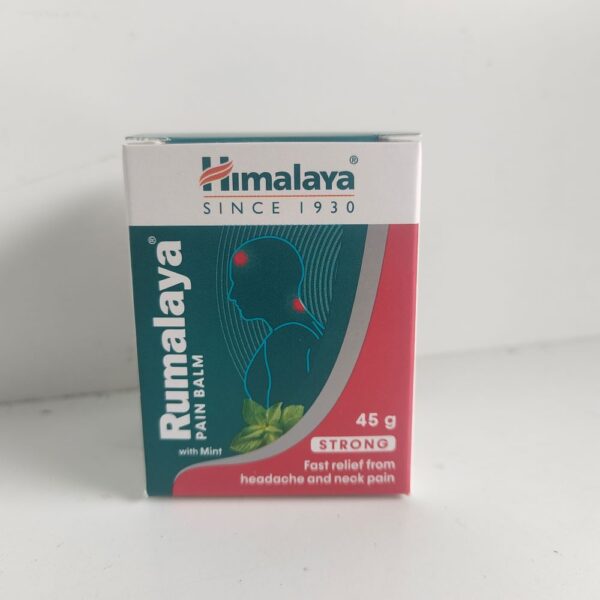 Himalaya®
SINCE 1930
Rumalaya®
PAIN BALM
with Mint
45 g
STRONG
Fast relief from
headache and neck pain